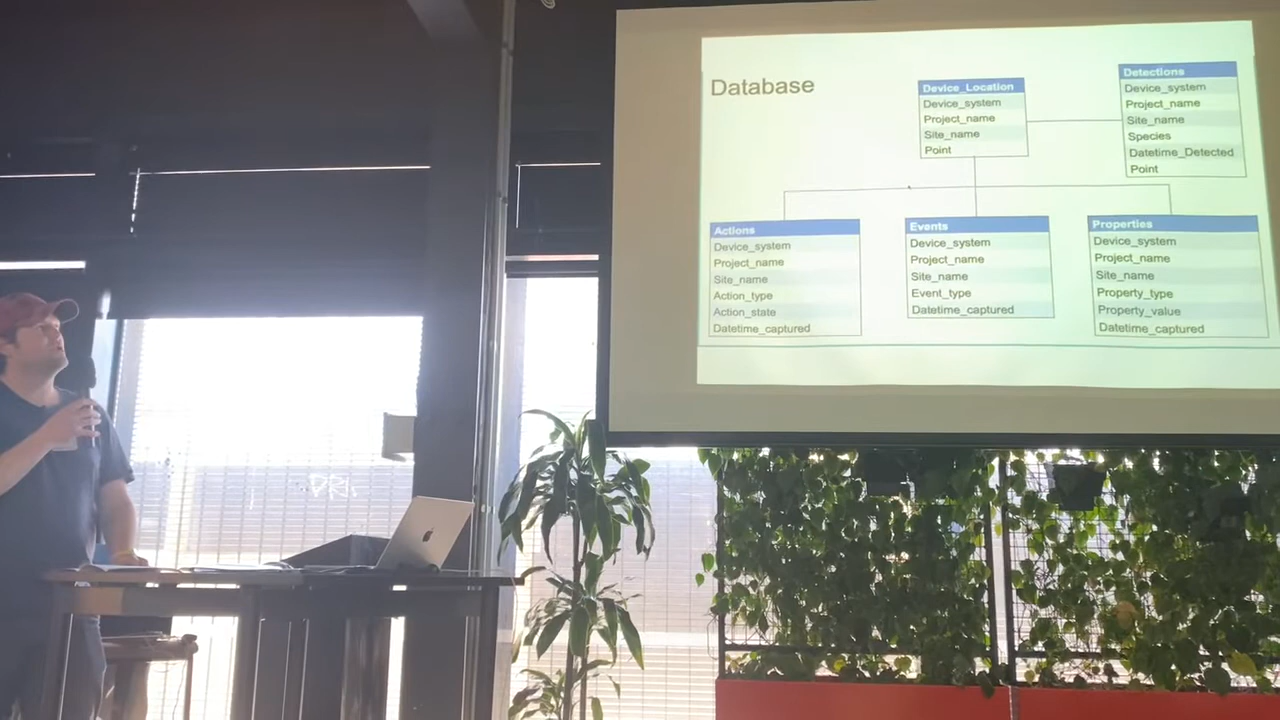 Database
Device_Location
Device_system
Project_name
Site_name
Point
Detections
Device_system
Project_name
Site_name
Species
Datetime_Detected
Point
Actions
Device_system
Project_name
Site_name
Action_type
Action_state
Datetime_captured
Events
Device_system
Project_name
Site_name
Event_type
Datetime_captured
Properties
Device_system
Project_name
Site_name
Property_type
Property_value
Datetime_captured